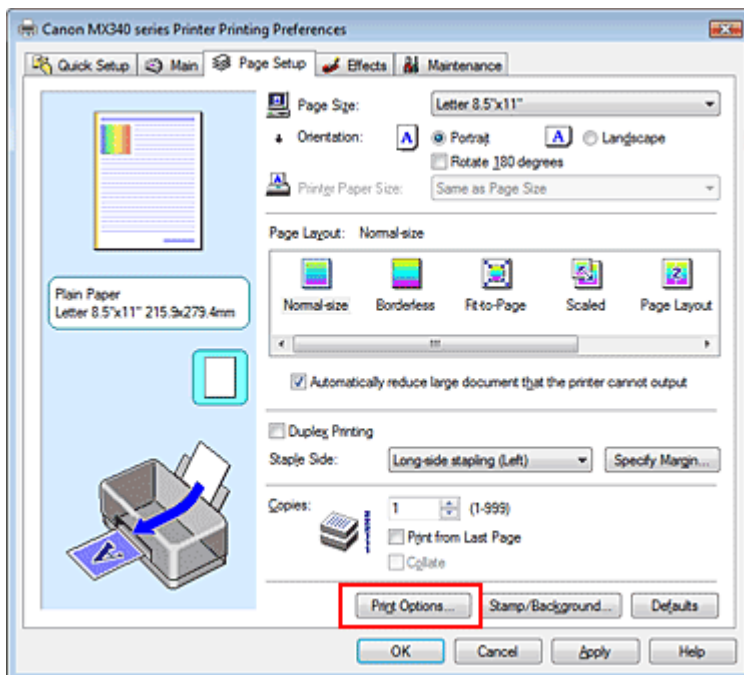 Canon MX340 series Printer Printing Preferences
Quick Setup Main Page Setup Effects Maintenance
Page Size: Letter 8.5"x11"
Orientation: A Portrait A Landscape
Rotate 180 degrees
Printer Paper Size: Same as Page Size
Page Layout: Normal-size
Normal-size Borderless Fit-to-Page Scaled Page Layout
Plain Paper
Letter 8.5"x11" 215.9x279.4mm
Automatically reduce large document that the printer cannot output
Duplex Printing
Staple Side: Long-side stapling (Left) Specify Margin...
Copies: 1 (1-999)
Print from Last Page
Collate
Print Options... Stamp/Background... Defaults
OK Cancel Apply Help